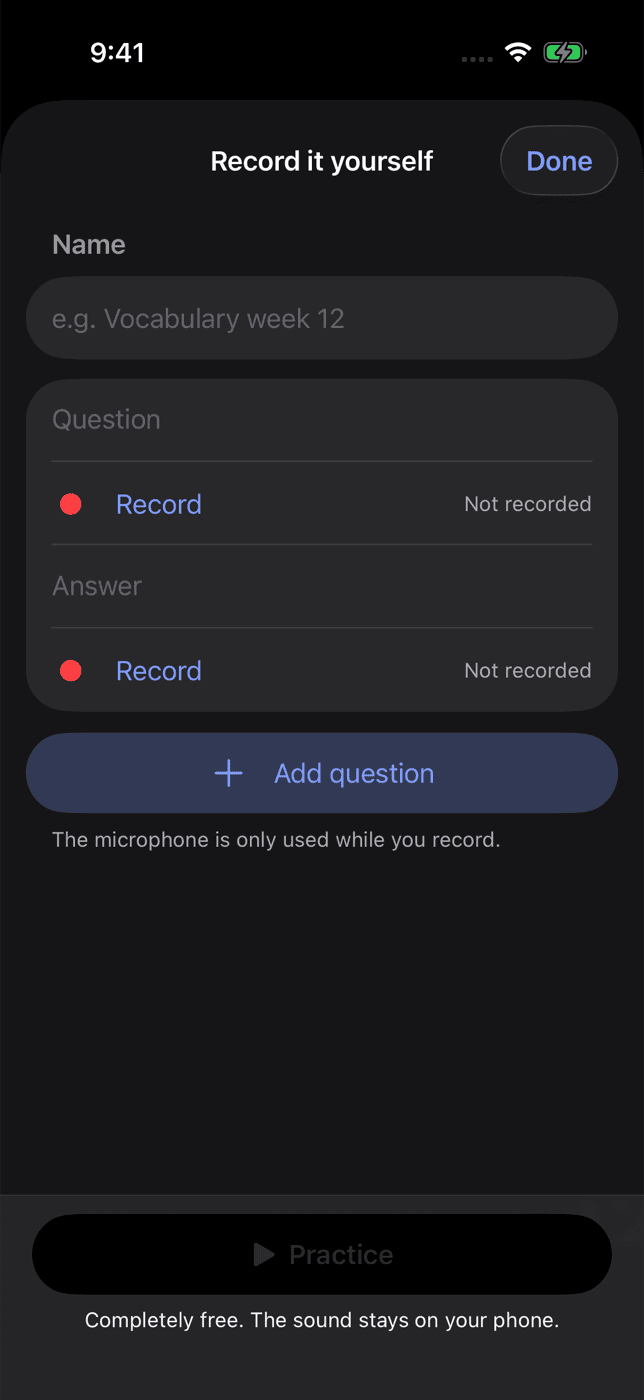 9:41
Record it yourself
Done
Name
e.g. Vocabulary week 12
Question
Record
Not recorded
Answer
Record
Not recorded
Add question
The microphone is only used while you record.
Practice
Completely free. The sound stays on your phone.